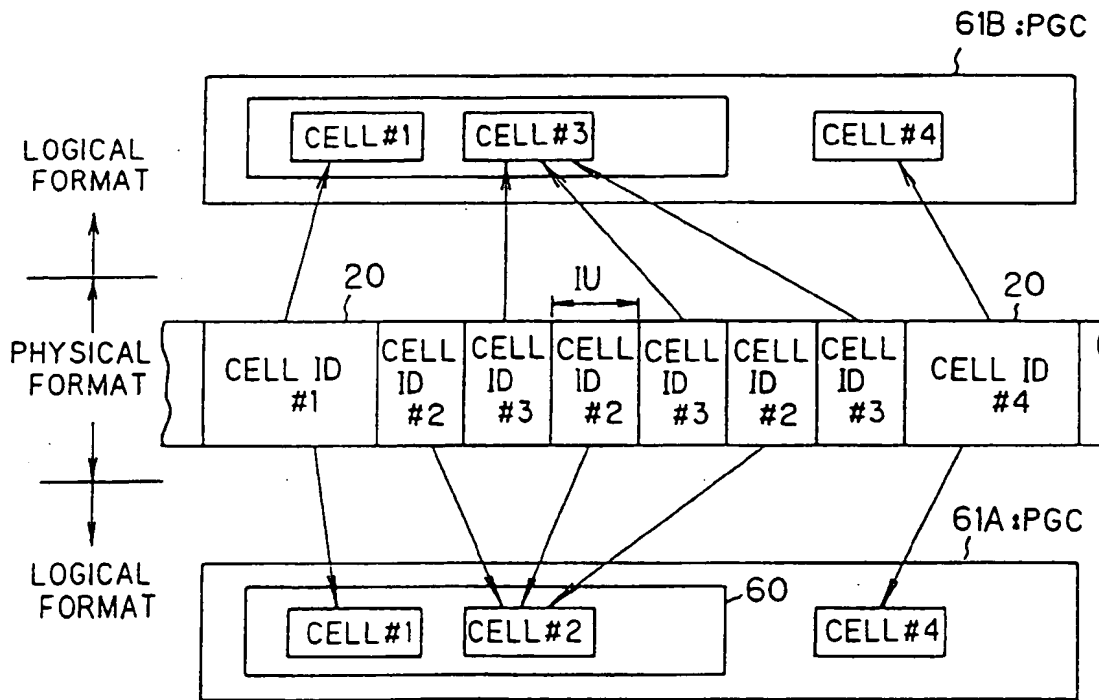 61B:PGC
CELL#1
CELL#3
CELL#4
LOGICAL
FORMAT
20
IU
20
PHYSICAL
FORMAT
CELL ID
#1
CELL
ID
#2
CELL
ID
#3
CELL
ID
#2
CELL
ID
#3
CELL
ID
#2
CELL
ID
#3
CELL ID
#4
61A:PGC
LOGICAL
FORMAT
60
CELL#1
CELL#2
CELL#4